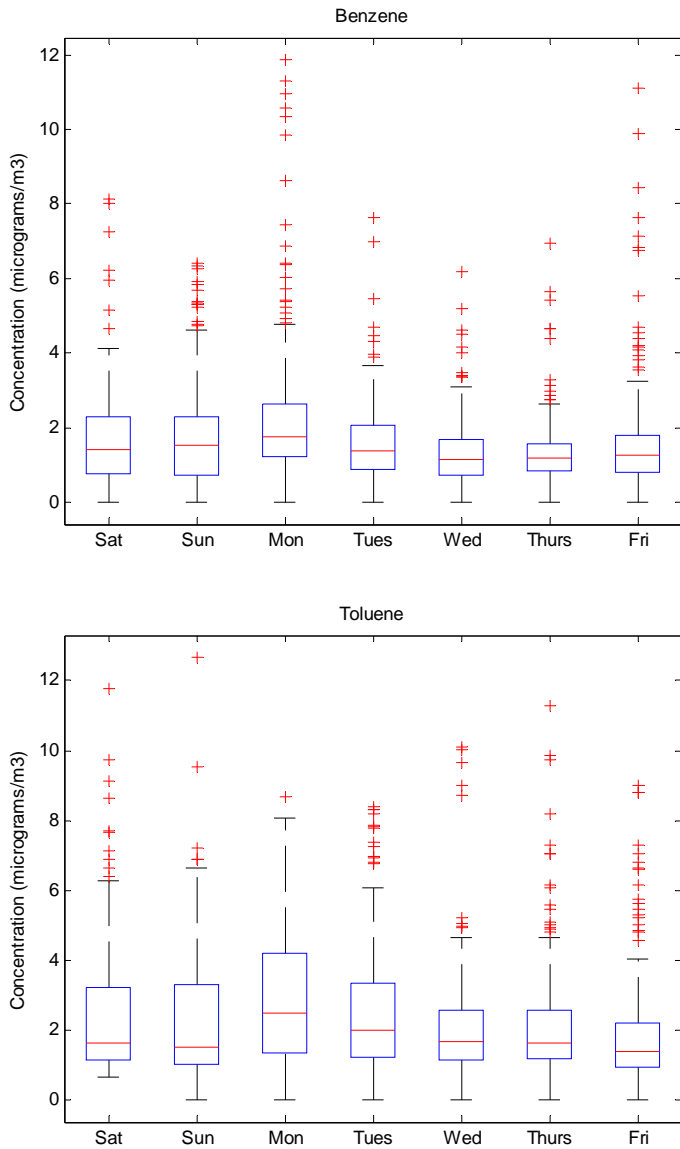 Benzene
12
10
8
6
4
2
0
Concentration (micrograms/m3)
Sat Sun Mon Tues Wed Thurs Fri
Toluene
12
10
8
6
4
2
0
Concentration (micrograms/m3)
Sat Sun Mon Tues Wed Thurs Fri